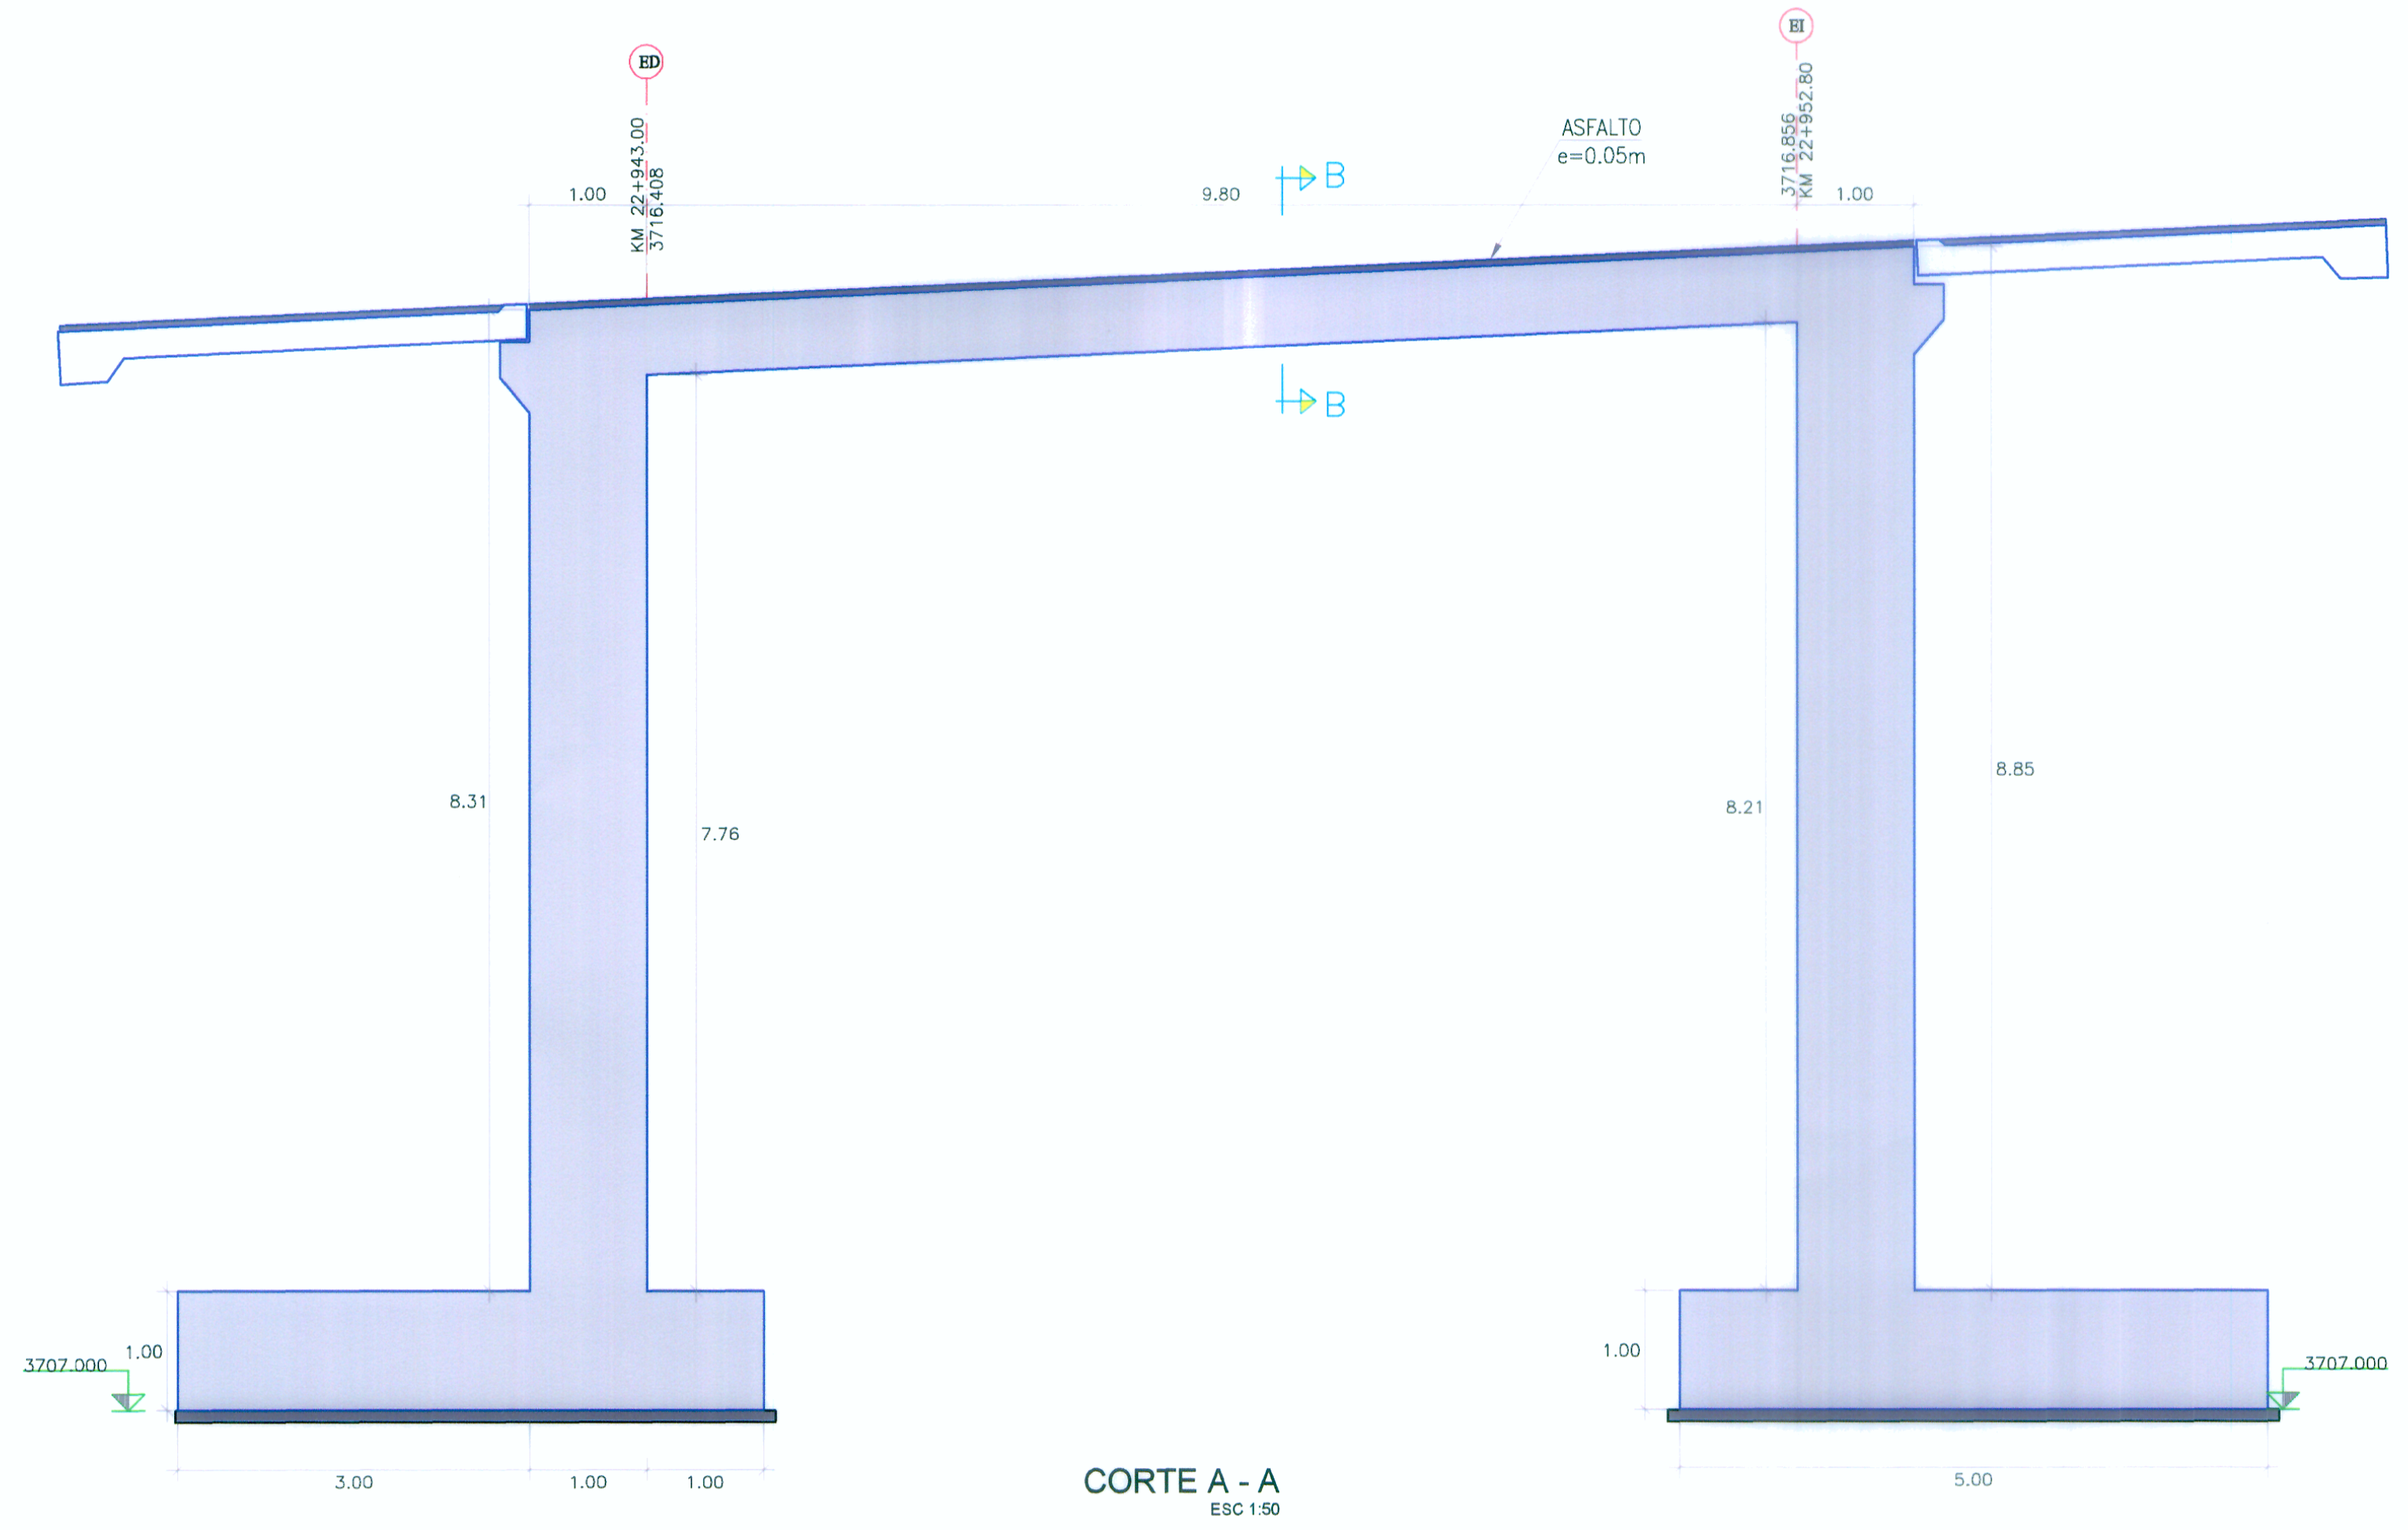 EI
ED
KM 22+943.00
3716.408
3716.856
KM 22+952.80
ASFALTO
e=0.05m
B
1.00
9.80
1.00
B
8.31
7.76
8.21
8.85
3707.000
1.00
1.00
3707.000
3.00
1.00
1.00
5.00
CORTE A - A
ESC 1:50